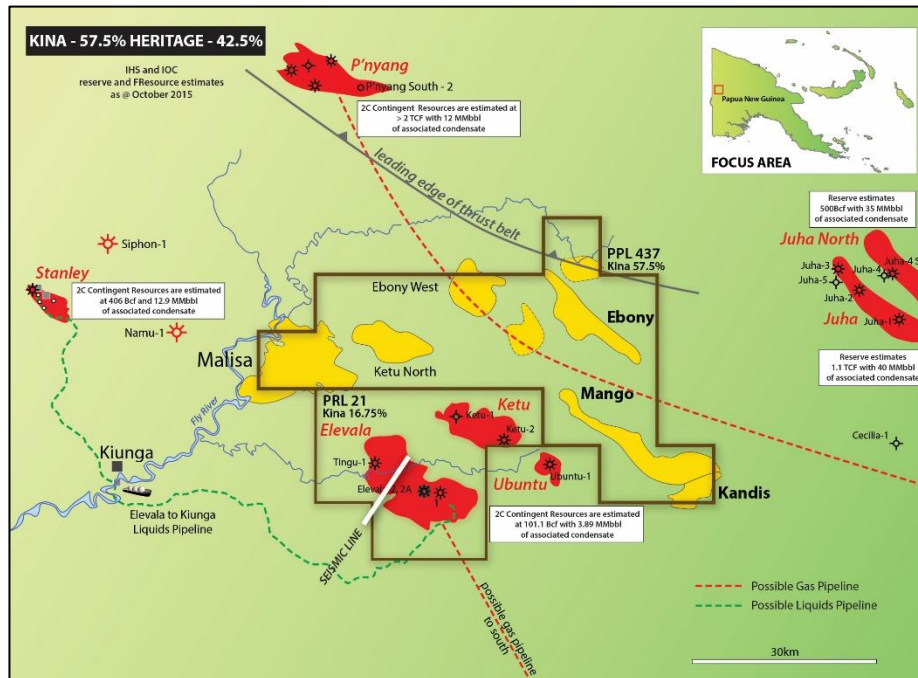 KINA - 57.5% HERITAGE - 42.5%
IHS and IOC
reserve and FResource estimates
as @ October 2015
P'nyang
P'nyang South - 2
2C Contingent Resources are estimated at
> 2 TCF with 12 MMbbl
of associated condensate
leading edge of thrust belt
Papua New Guinea
FOCUS AREA
Reserve estimates
500Bcf with 35 MMbbl
of associated condensate
Juha North
Juha-3
Juha-4
Juha-4 S
Juha-5
Juha-2
Juha
Juha-1
Reserve estimates
1.1 TCF with 40 MMbbl
of associated condensate
Cecilia-1
Siphon-1
Stanley
2C Contingent Resources are estimated
at 406 Bcf and 12.9 MMbbl
of associated condensate
Namu-1
PPL 437
Kina 57.5%
Ebony West
Ebony
Malisa
Ketu North
Mango
Fly River
PRL 21
Kina 16.75%
Elevala
Ketu
Ketu-1
Ketu-2
Tingu-1
Ubuntu
Ubuntu-1
Kandis
Kiunga
1
Elevala to Kiunga
Liquids Pipeline
SEISMIC LINE
2C Contingent Resources are estimated
at 101.1 Bcf with 3.89 MMbbl
of associated condensate
possible gas pipeline
to south
Possible Gas Pipeline
Possible Liquids Pipeline
30km